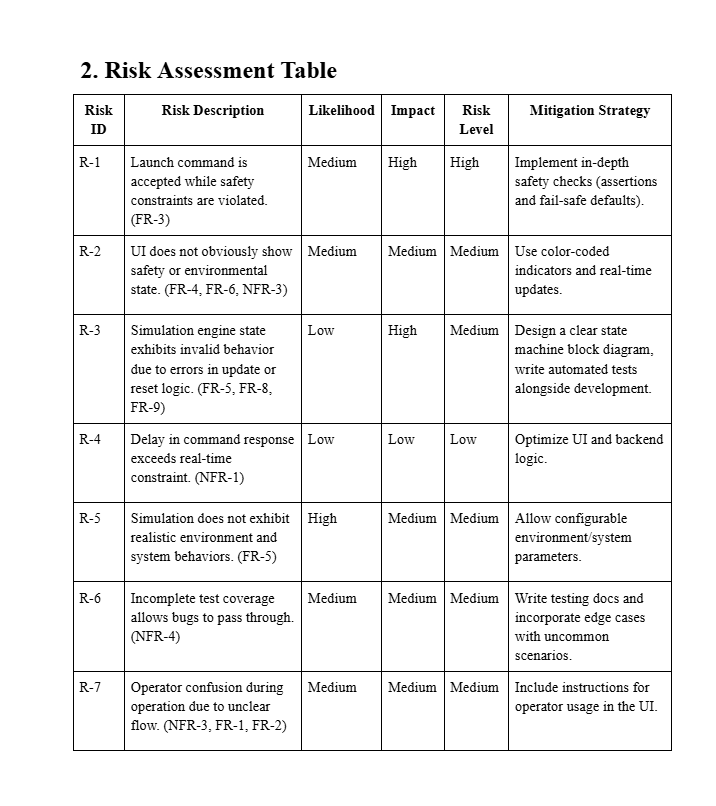 2. Risk Assessment Table
Risk ID | Risk Description | Likelihood | Impact | Risk Level | Mitigation Strategy
R-1 | Launch command is accepted while safety constraints are violated. (FR-3) | Medium | High | High | Implement in-depth safety checks (assertions and fail-safe defaults).
R-2 | UI does not obviously show safety or environmental state. (FR-4, FR-6, NFR-3) | Medium | Medium | Medium | Use color-coded indicators and real-time updates.
R-3 | Simulation engine state exhibits invalid behavior due to errors in update or reset logic. (FR-5, FR-8, FR-9) | Low | High | Medium | Design a clear state machine block diagram, write automated tests alongside development.
R-4 | Delay in command response exceeds real-time constraint. (NFR-1) | Low | Low | Low | Optimize UI and backend logic.
R-5 | Simulation does not exhibit realistic environment and system behaviors. (FR-5) | High | Medium | Medium | Allow configurable environment/system parameters.
R-6 | Incomplete test coverage allows bugs to pass through. (NFR-4) | Medium | Medium | Medium | Write testing docs and incorporate edge cases with uncommon scenarios.
R-7 | Operator confusion during operation due to unclear flow. (NFR-3, FR-1, FR-2) | Medium | Medium | Medium | Include instructions for operator usage in the UI.